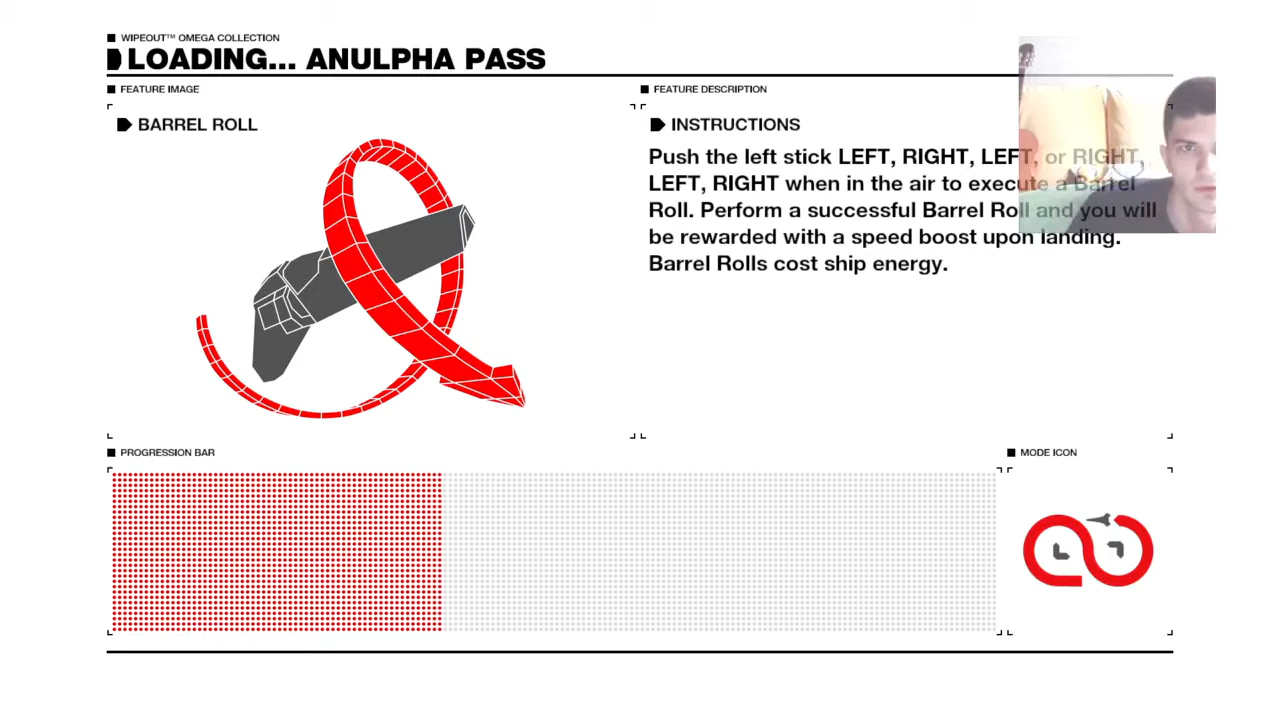 WIPEOUT™ OMEGA COLLECTION
LOADING... ANULPHA PASS
FEATURE IMAGE
BARREL ROLL
FEATURE DESCRIPTION
INSTRUCTIONS
Push the left stick LEFT, RIGHT, LEFT, or RIGHT,
LEFT, RIGHT when in the air to execute a Barrel
Roll. Perform a successful Barrel Roll and you will
be rewarded with a speed boost upon landing.
Barrel Rolls cost ship energy.
PROGRESSION BAR
MODE ICON